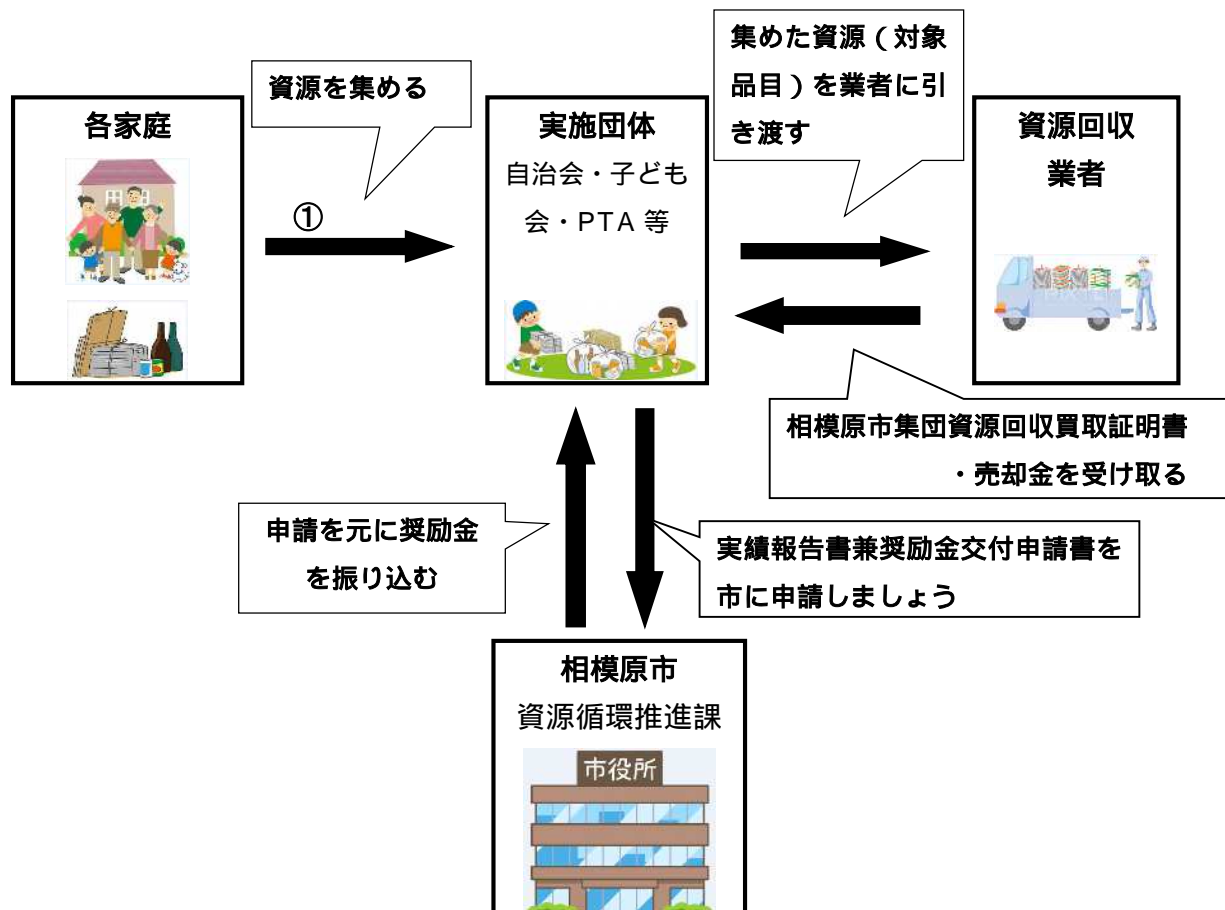 集めた資源（対象
品目）を業者に引
き渡す
資源を集める
各家庭
実施団体
自治会・子ども
会・PTA 等
資源回収
業者
①
相模原市集団資源回収買取証明書
・売却金を受け取る
申請を元に奨励金
を振り込む
実績報告書兼奨励金交付申請書を
市に申請しましょう
相模原市
資源循環推進課
市役所